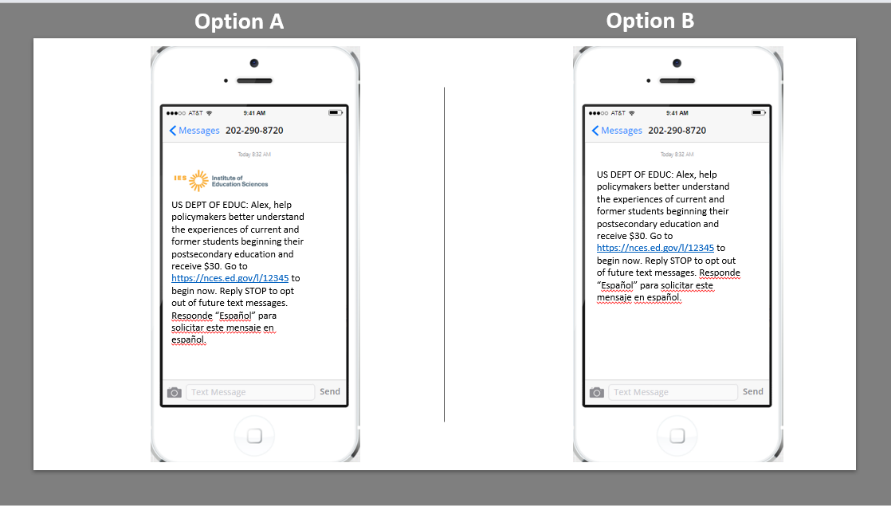 Option A
Option B
AT&T
9:41 AM
Messages
202-290-8720
Today 9:32 AM
IES
Institute of
Education Sciences
US DEPT OF EDUC: Alex, help
policymakers better understand
the experiences of current and
former students beginning their
postsecondary education and
receive $30. Go to
https://nces.ed.gov/l/12345 to
begin now. Reply STOP to opt
out of future text messages.
Responde “Español” para
solicitar este mensaje en
español.
Text Message
Send
AT&T
9:41 AM
Messages
202-290-8720
Today 9:32 AM
US DEPT OF EDUC: Alex, help
policymakers better understand
the experiences of current and
former students beginning their
postsecondary education and
receive $30. Go to
https://nces.ed.gov/l/12345 to
begin now. Reply STOP to opt out
of future text messages. Responde
“Español” para solicitar este
mensaje en español.
Text Message
Send